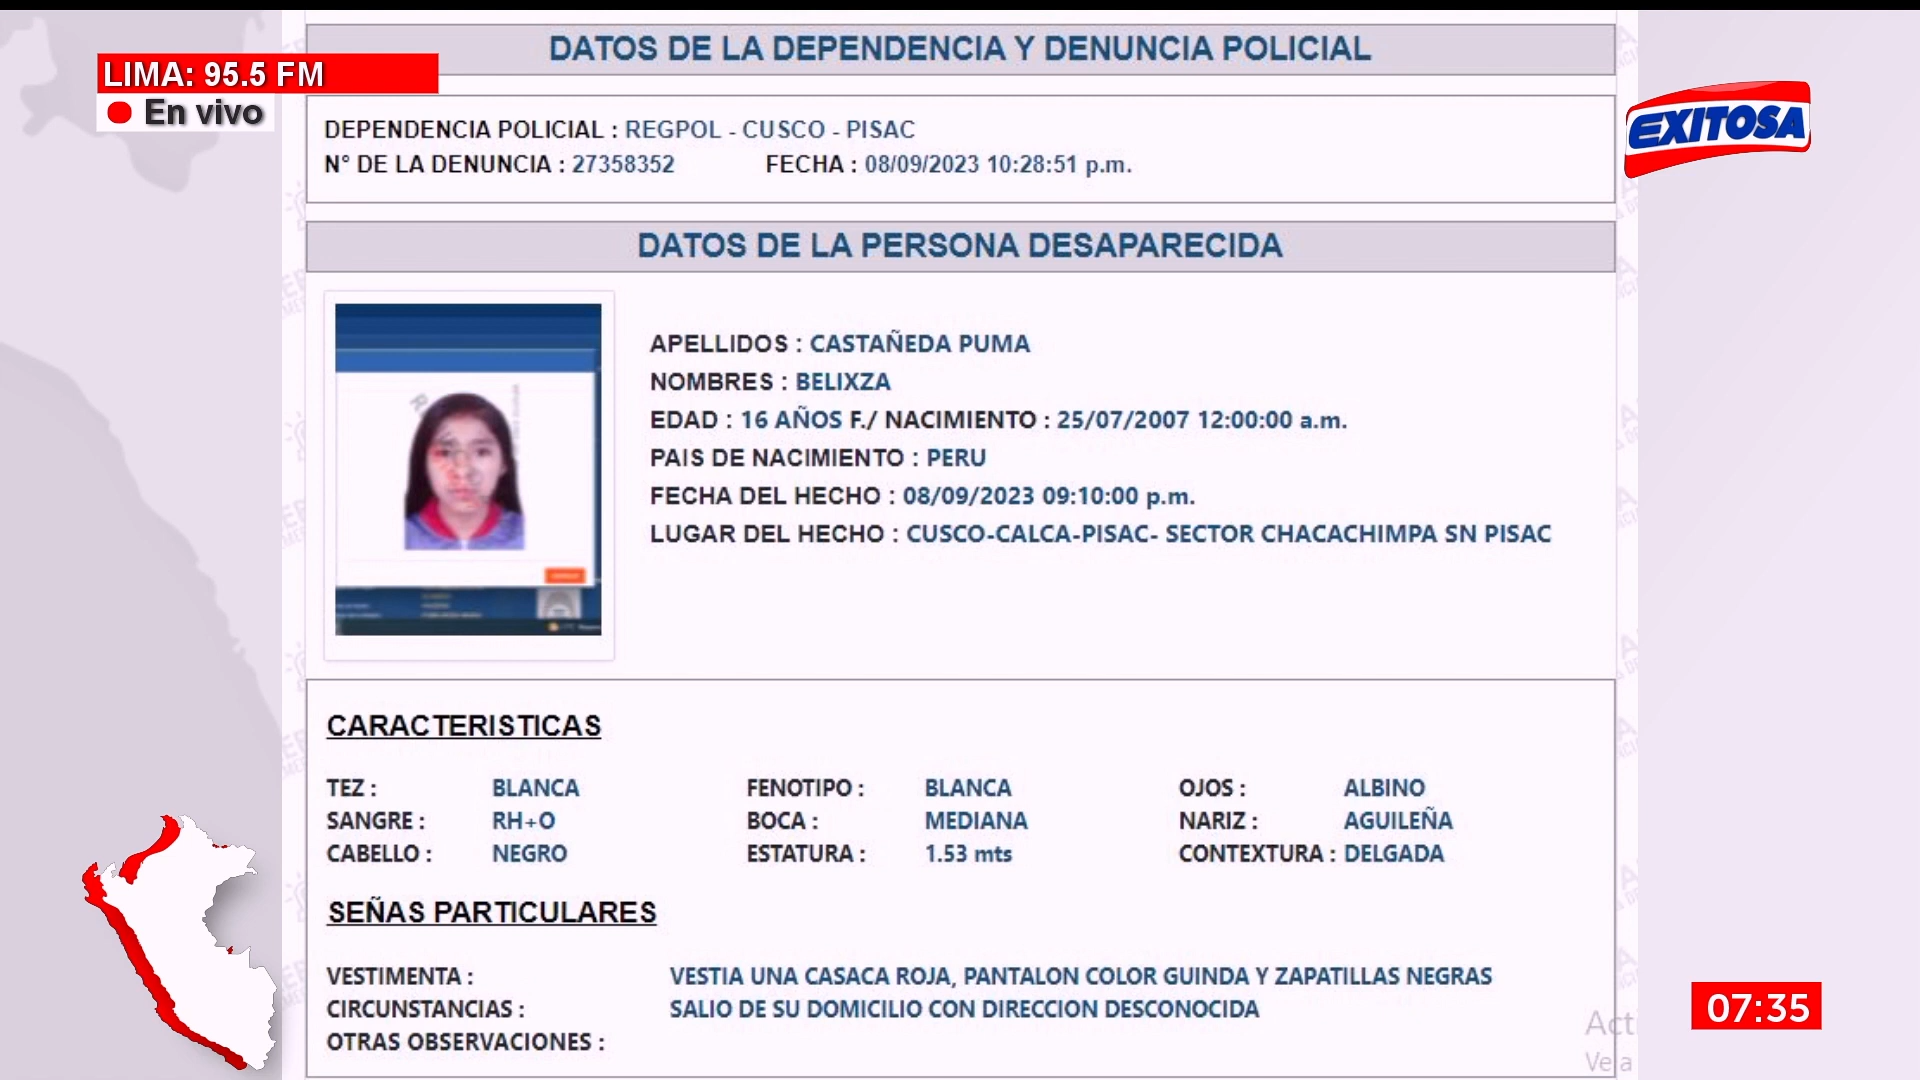 DATOS DE LA DEPENDENCIA Y DENUNCIA POLICIAL
LIMA: 95.5 FM
En vivo
EXITOSA
DEPENDENCIA POLICIAL : REGPOL - CUSCO - PISAC
N° DE LA DENUNCIA : 27358352 FECHA : 08/09/2023 10:28:51 p.m.
DATOS DE LA PERSONA DESAPARECIDA
APELLIDOS : CASTAÑEDA PUMA
NOMBRES : BELIXZA
EDAD : 16 AÑOS F./ NACIMIENTO : 25/07/2007 12:00:00 a.m.
PAIS DE NACIMIENTO : PERU
FECHA DEL HECHO : 08/09/2023 09:10:00 p.m.
LUGAR DEL HECHO : CUSCO-CALCA-PISAC- SECTOR CHACACHIMPA SN PISAC
CARACTERISTICAS
TEZ : BLANCA FENOTIPO : BLANCA OJOS : ALBINO
SANGRE : RH+O BOCA : MEDIANA NARIZ : AGUILEÑA
CABELLO : NEGRO ESTATURA : 1.53 mts CONTEXTURA : DELGADA
SEÑAS PARTICULARES
VESTIMENTA : VESTIA UNA CASACA ROJA, PANTALON COLOR GUINDA Y ZAPATILLAS NEGRAS
CIRCUNSTANCIAS : SALIO DE SU DOMICILIO CON DIRECCION DESCONOCIDA
OTRAS OBSERVACIONES :
Acti
Ve a
07:35